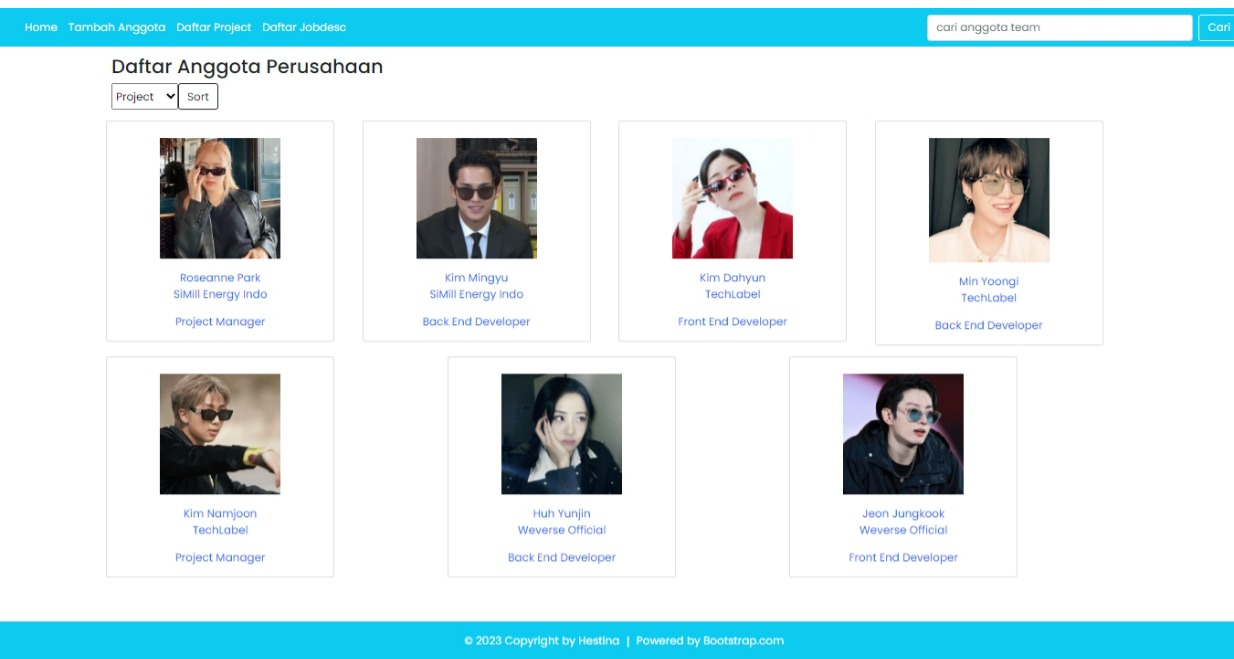 Home Tambah Anggota Daftar Project Daftar Jobdesc cari anggota team Cari
Daftar Anggota Perusahaan
Project Sort
Roseanne Park
SiMill Energy Indo
Project Manager
Kim Mingyu
SiMill Energy Indo
Back End Developer
Kim Dahyun
TechLabel
Front End Developer
Min Yoongi
TechLabel
Back End Developer
Kim Namjoon
TechLabel
Project Manager
Huh Yunjin
Weverse Official
Back End Developer
Jeon Jungkook
Weverse Official
Front End Developer
© 2023 Copyright by Hestina | Powered by Bootstrap.com